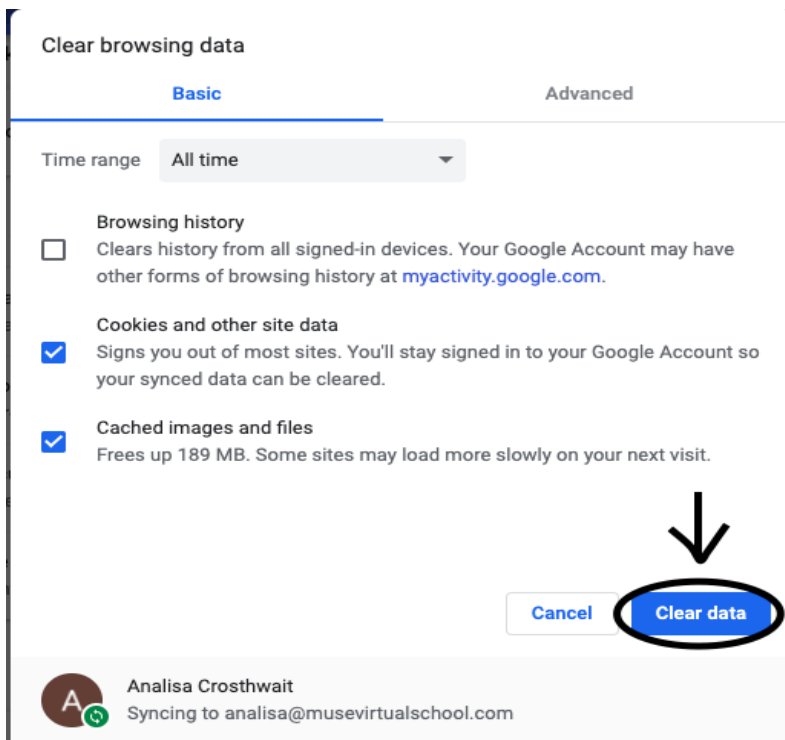 Clear browsing data
Basic Advanced
Time range All time
Browsing history
Clears history from all signed-in devices. Your Google Account may have
other forms of browsing history at myactivity.google.com.
Cookies and other site data
Signs you out of most sites. You'll stay signed in to your Google Account so
your synced data can be cleared.
Cached images and files
Frees up 189 MB. Some sites may load more slowly on your next visit.
Cancel Clear data
A
Analisa Crosthwait
Syncing to analisa@musevirtualschool.com